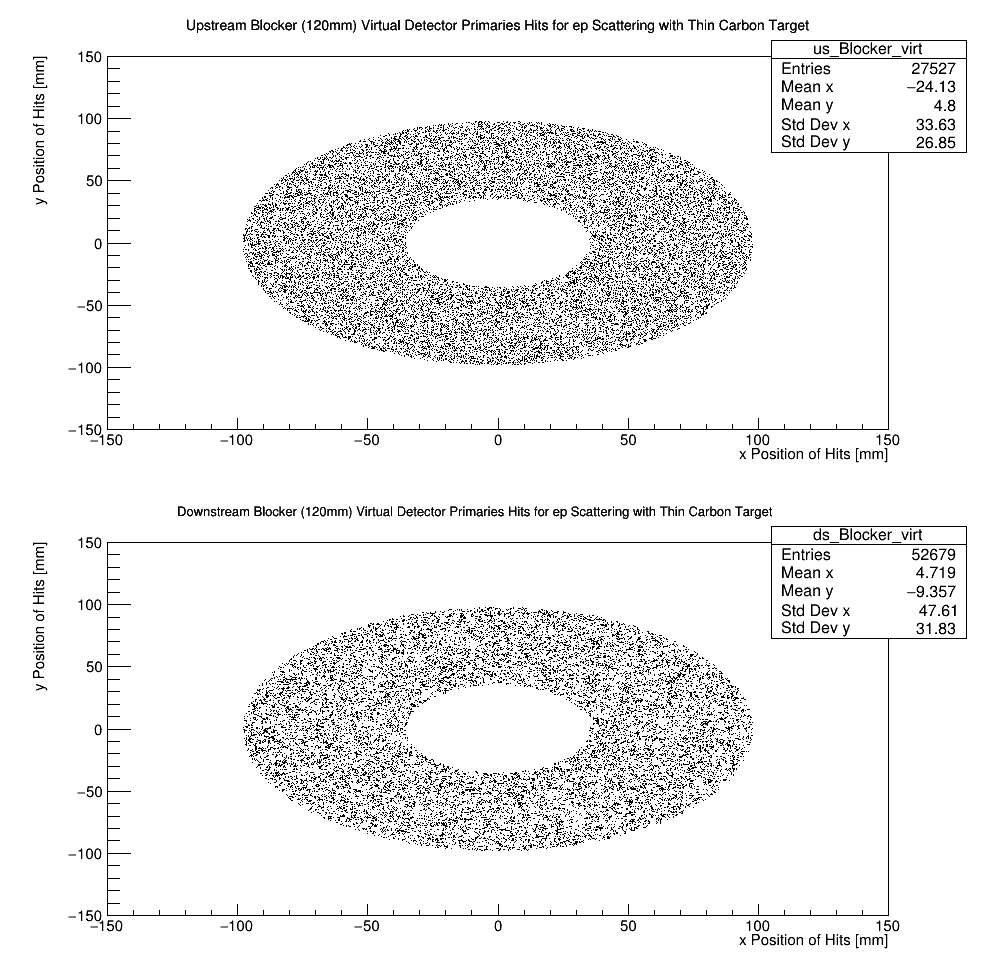 Upstream Blocker (120mm) Virtual Detector Primaries Hits for ep Scattering with Thin Carbon Target
us_Blocker_virt
Entries 27527
Mean x −24.13
Mean y 4.8
Std Dev x 33.63
Std Dev y 26.85
y Position of Hits [mm]
150
100
50
0
−50
−100
−150
−150 −100 −50 0 50 100 150
x Position of Hits [mm]
Downstream Blocker (120mm) Virtual Detector Primaries Hits for ep Scattering with Thin Carbon Target
ds_Blocker_virt
Entries 52679
Mean x 4.719
Mean y −9.357
Std Dev x 47.61
Std Dev y 31.83
y Position of Hits [mm]
150
100
50
0
−50
−100
−150
−150 −100 −50 0 50 100 150
x Position of Hits [mm]